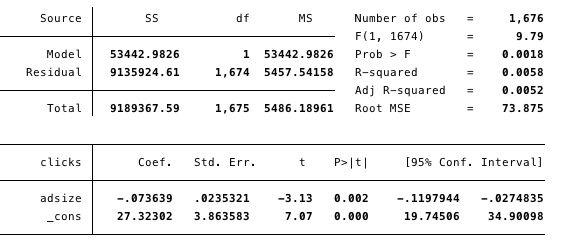 Source SS df MS Number of obs = 1,676
F(1, 1674) = 9.79
Model 53442.9826 1 53442.9826 Prob > F = 0.0018
Residual 9135924.61 1,674 5457.54158 R-squared = 0.0058
Adj R-squared = 0.0052
Total 9189367.59 1,675 5486.18961 Root MSE = 73.875
clicks Coef. Std. Err. t P>|t| [95% Conf. Interval]
adsize -.073639 .0235321 -3.13 0.002 -.1197944 -.0274835
_cons 27.32302 3.863583 7.07 0.000 19.74506 34.90098